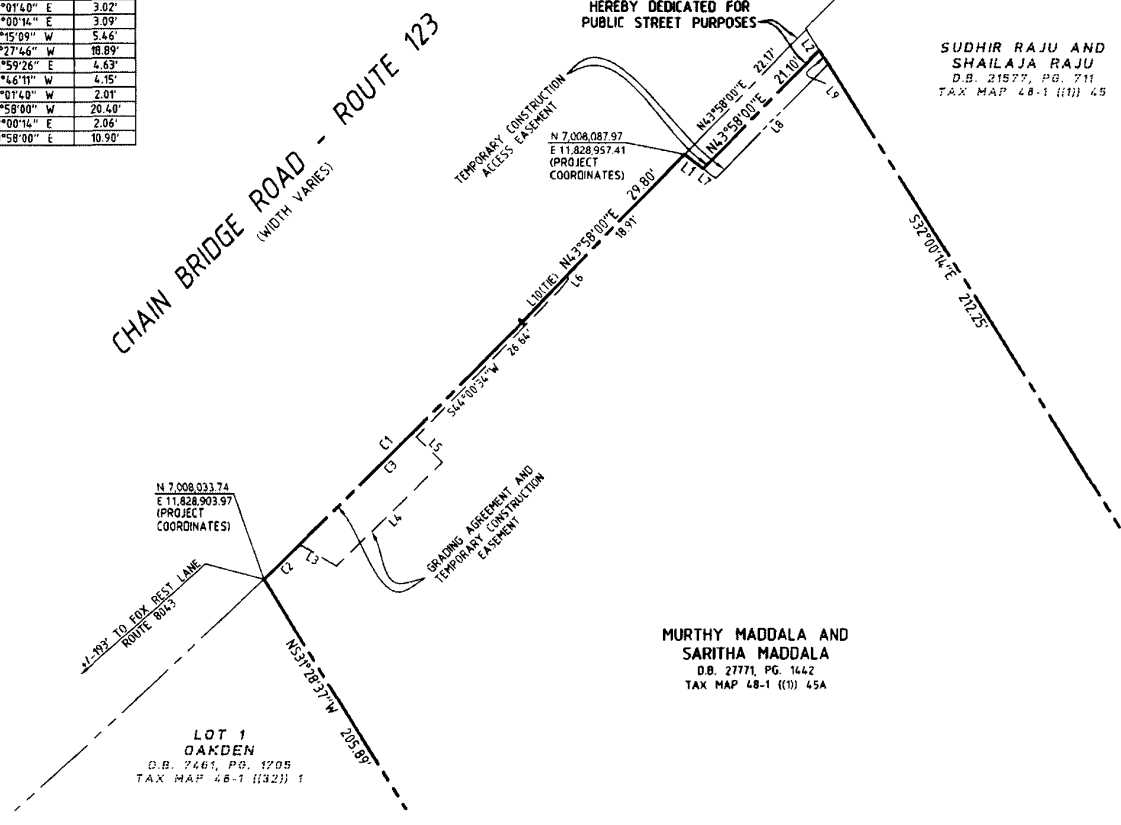 °01'40" E 3.02'
°00'14" E 3.09'
°15'09" W 5.46'
°27'46" W 18.89'
°59'26" E 4.63'
°46'11" W 4.15'
°01'40" W 2.01'
°58'00" W 20.40'
°00'14" E 2.06'
°58'00" E 10.90'
HEREBY DEDICATED FOR
PUBLIC STREET PURPOSES
SUDHIR RAJU AND
SHAILAJA RAJU
D.B. 21577, PG. 711
TAX MAP 48-1 ((1)) 45
CHAIN BRIDGE ROAD - ROUTE 123
(WIDTH VARIES)
TEMPORARY CONSTRUCTION
ACCESS EASEMENT
N 7,008,087.97
E 11,828,957.41
(PROJECT
COORDINATES)
N43°58'00"E 22.17'
N43°58'00"E 21.10'
L2
L9
L8
L1
L7
N43°58'00"E 29.80'
18.91'
L10(TIE)
L6
S44°00'34"W 26.64'
S32°00'14"E 212.25'
C1
C3
L5
L4
L3
C2
N 7,008,033.74
E 11,828,903.97
(PROJECT
COORDINATES)
GRADING AGREEMENT AND
TEMPORARY CONSTRUCTION
EASEMENT
+/-193' TO FOX REST LANE
ROUTE 8043
NS31°28'37"W 205.89'
MURTHY MADDALA AND
SARITHA MADDALA
D.B. 27771, PG. 1442
TAX MAP 48-1 ((1)) 45A
LOT 1
OAKDEN
D.B. 7461, PG. 1705
TAX MAP 48-1 ((32)) 1